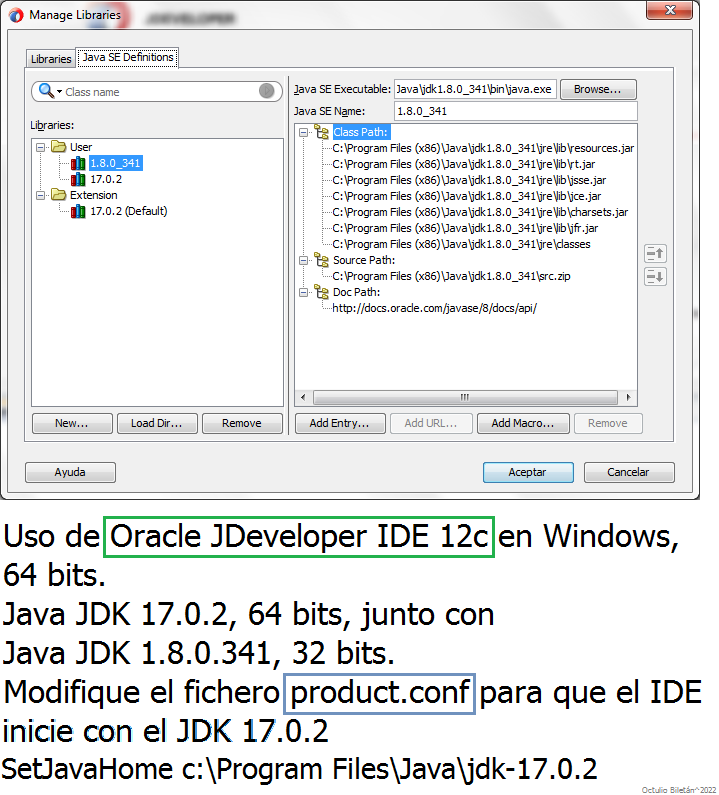 Manage Libraries
JDEVELOPER
Libraries
Java SE Definitions
Class name
Libraries:
User
1.8.0_341
17.0.2
Extension
17.0.2 (Default)
New...
Load Dir...
Remove
Java SE Executable:
Java\jdk1.8.0_341\bin\java.exe
Browse...
Java SE Name:
1.8.0_341
Class Path:
C:\Program Files (x86)\Java\jdk1.8.0_341\jre\lib\resources.jar
C:\Program Files (x86)\Java\jdk1.8.0_341\jre\lib\rt.jar
C:\Program Files (x86)\Java\jdk1.8.0_341\jre\lib\jsse.jar
C:\Program Files (x86)\Java\jdk1.8.0_341\jre\lib\jce.jar
C:\Program Files (x86)\Java\jdk1.8.0_341\jre\lib\charsets.jar
C:\Program Files (x86)\Java\jdk1.8.0_341\jre\lib\jfr.jar
C:\Program Files (x86)\Java\jdk1.8.0_341\jre\classes
Source Path:
C:\Program Files (x86)\Java\jdk1.8.0_341\src.zip
Doc Path:
http://docs.oracle.com/javase/8/docs/api/
Add Entry...
Add URL...
Add Macro...
Remove
Ayuda
Aceptar
Cancelar
Uso de Oracle JDeveloper IDE 12c en Windows,
64 bits.
Java JDK 17.0.2, 64 bits, junto con
Java JDK 1.8.0.341, 32 bits.
Modifique el fichero product.conf para que el IDE
inicie con el JDK 17.0.2
SetJavaHome c:\Program Files\Java\jdk-17.0.2
Octulio Biletán^2022